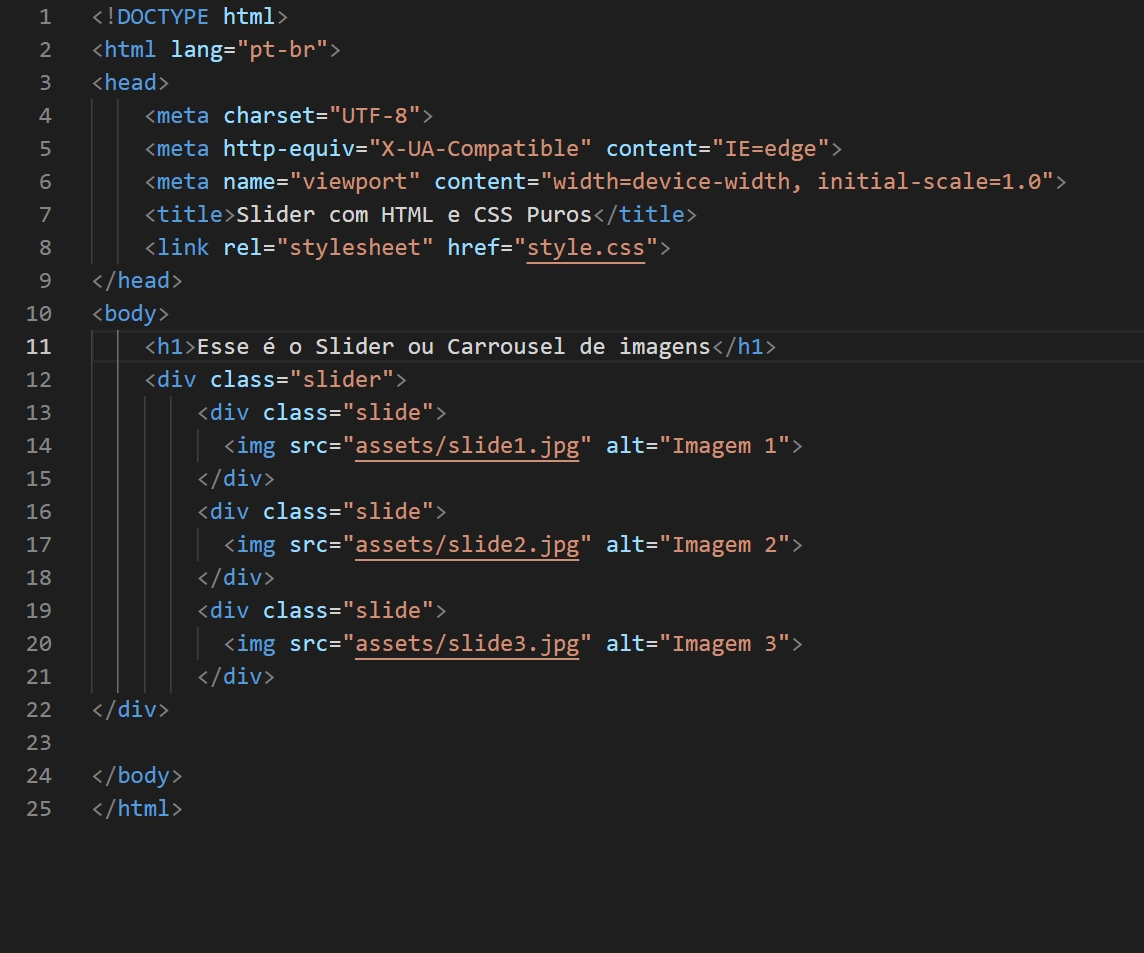 1 <!DOCTYPE html>
2 <html lang="pt-br">
3 <head>
4     <meta charset="UTF-8">
5     <meta http-equiv="X-UA-Compatible" content="IE=edge">
6     <meta name="viewport" content="width=device-width, initial-scale=1.0">
7     <title>Slider com HTML e CSS Puros</title>
8     <link rel="stylesheet" href="style.css">
9 </head>
10 <body>
11     <h1>Esse é o Slider ou Carrousel de imagens</h1>
12     <div class="slider">
13         <div class="slide">
14           <img src="assets/slide1.jpg" alt="Imagem 1">
15         </div>
16         <div class="slide">
17           <img src="assets/slide2.jpg" alt="Imagem 2">
18         </div>
19         <div class="slide">
20           <img src="assets/slide3.jpg" alt="Imagem 3">
21         </div>
22 </div>
23
24 </body>
25 </html>